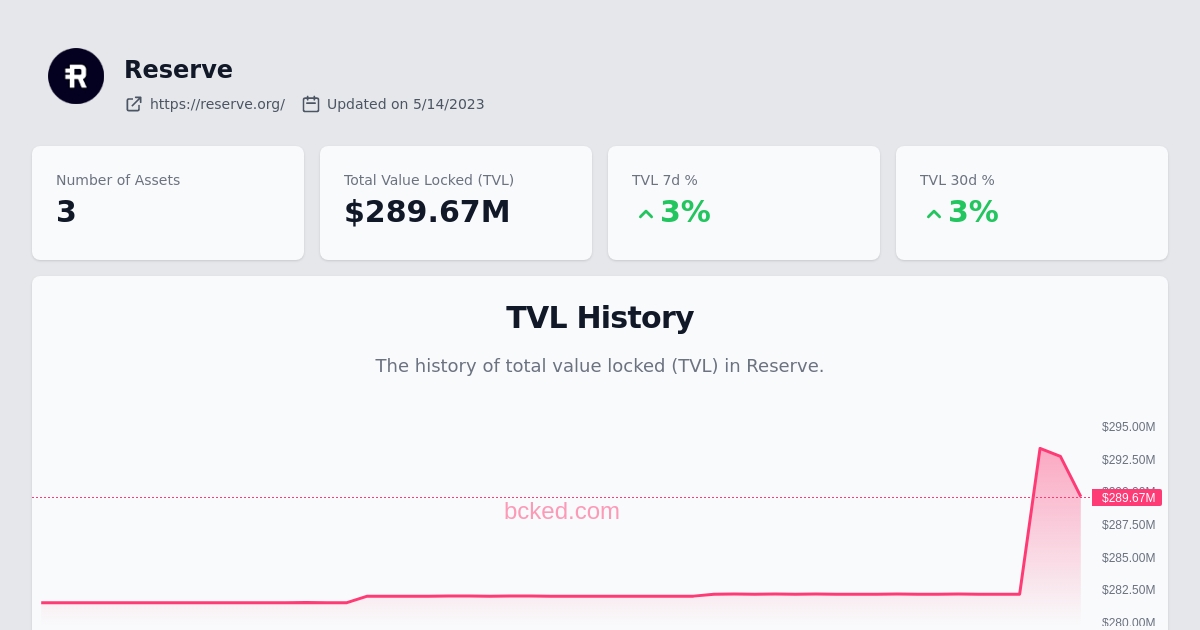 Reserve
https://reserve.org/ Updated on 5/14/2023
Number of Assets
3
Total Value Locked (TVL)
$289.67M
TVL 7d %
3%
TVL 30d %
3%
TVL History
The history of total value locked (TVL) in Reserve.
$295.00M
$292.50M
$289.67M
$287.50M
$285.00M
$282.50M
$280.00M
bcked.com